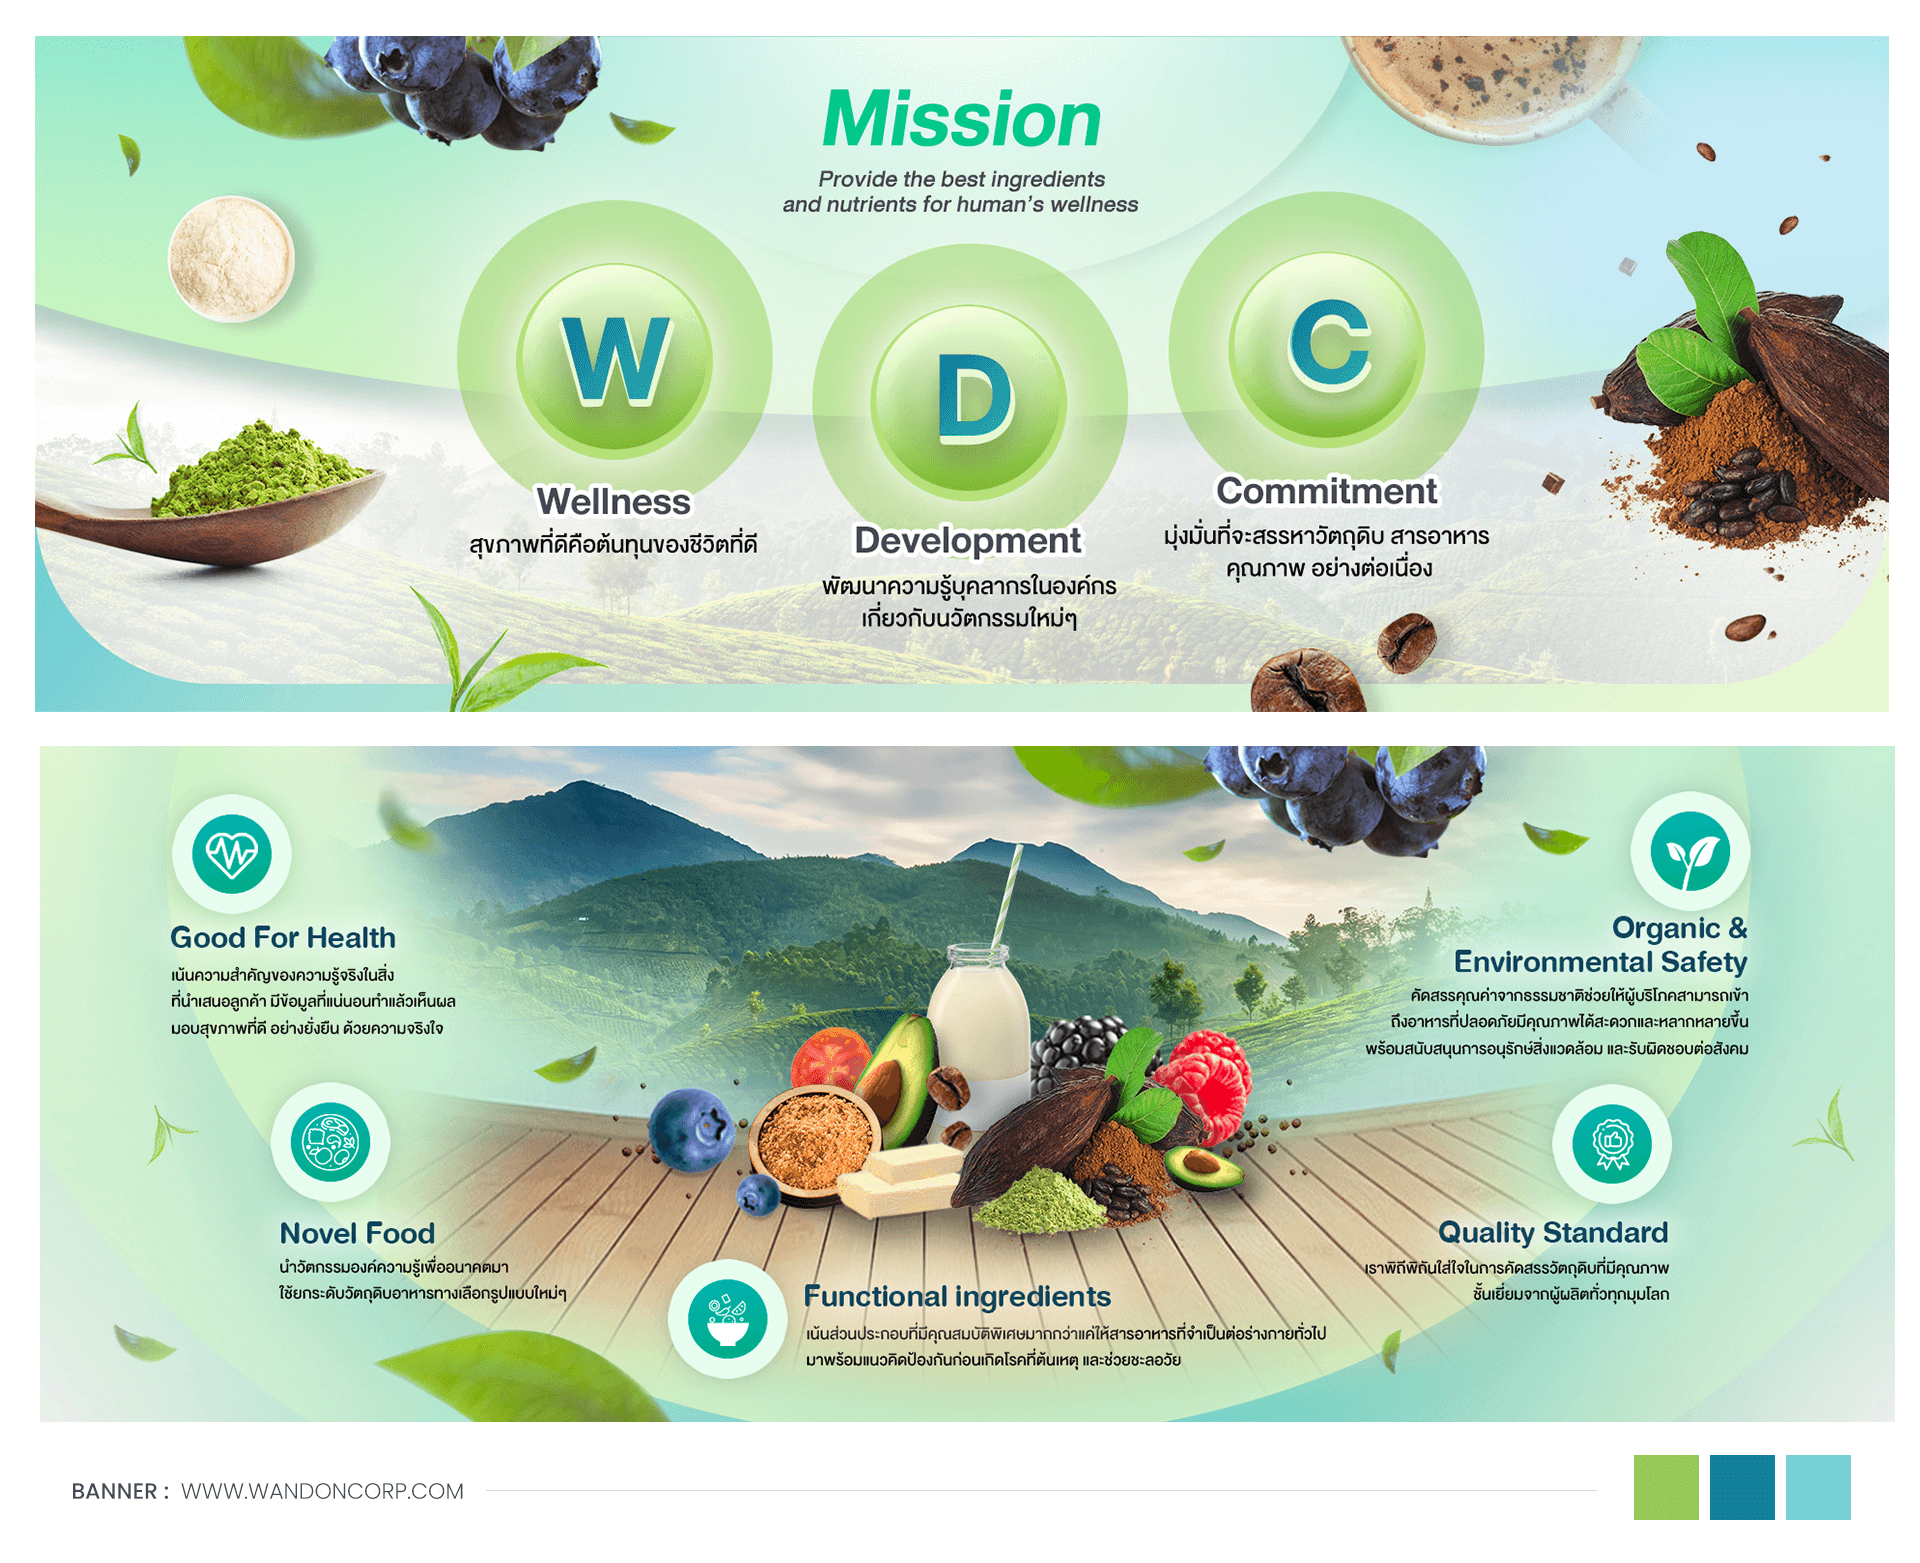 Mission
Provide the best ingredients
and nutrients for human's wellness
W
D
C
Wellness
สุขภาพที่ดีคือต้นทุนของชีวิตที่ดี
Development
พัฒนาความรู้บุคลากรในองค์กร
เกี่ยวกับนวัตกรรมใหม่ๆ
Commitment
มุ่งมั่นที่จะสรรหาวัตถุดิบ สารอาหาร
คุณภาพ อย่างต่อเนื่อง
Good For Health
เน้นความสำคัญของความรู้จริงในสิ่ง
ที่นำเสนอลูกค้า มีข้อมูลที่แน่นอนทำแล้วเห็นผล
มอบสุขภาพที่ดี อย่างยั่งยืน ด้วยความจริงใจ
Organic &
Environmental Safety
คัดสรรคุณค่าจากธรรมชาติช่วยให้ผู้บริโภคสามารถเข้า
ถึงอาหารที่ปลอดภัยมีคุณภาพได้สะดวกและหลากหลายขึ้น
พร้อมสนับสนุนการอนุรักษ์สิ่งแวดล้อม และรับผิดชอบต่อสังคม
Novel Food
นำวัตกรรมองค์ความรู้เพื่ออนาคตมา
ใช้ยกระดับวัตถุดิบอาหารทางเลือกรูปแบบใหม่ๆ
Quality Standard
เราพิถีพิถันใส่ใจในการคัดสรรวัตถุดิบที่มีคุณภาพ
ชั้นเยี่ยมจากผู้ผลิตทั่วทุกมุมโลก
Functional ingredients
เน้นส่วนประกอบที่มีคุณสมบัติพิเศษมากกว่าแค่ให้สารอาหารที่จำเป็นต่อร่างกายทั่วไป
มาพร้อมแนวคิดป้องกันก่อนเกิดโรคที่ต้นเหตุ และช่วยชะลอวัย
BANNER : WWW.WANDONCORP.COM